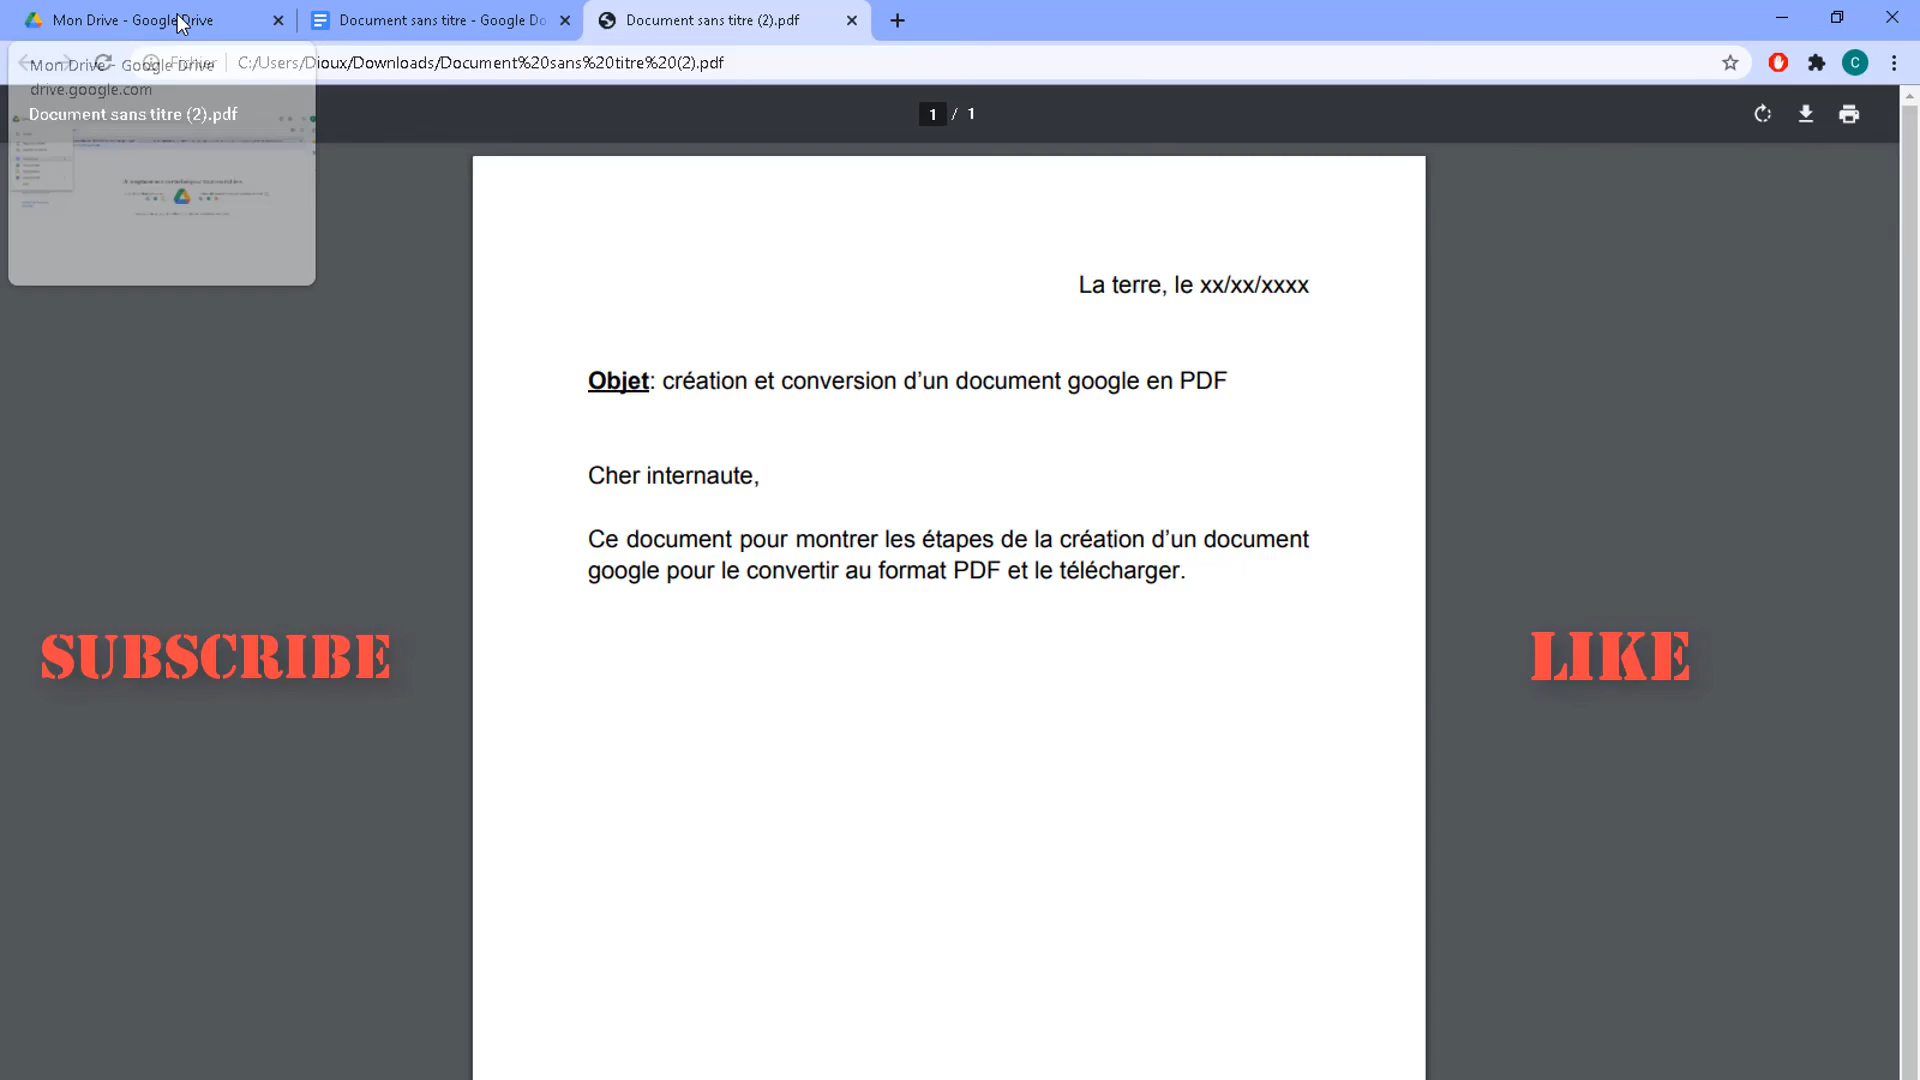 Mon Drive - Google Drive
Document sans titre - Google Do
Document sans titre (2).pdf
Fichier
C:/Users/Dioux/Downloads/Document%20sans%20titre%20(2).pdf
C
Mon Drive - Google Drive
drive.google.com
Document sans titre (2).pdf
1 / 1
La terre, le xx/xx/xxxx
Objet: création et conversion d’un document google en PDF
Cher internaute,
Ce document pour montrer les étapes de la création d’un document
google pour le convertir au format PDF et le télécharger.
SUBSCRIBE
LIKE